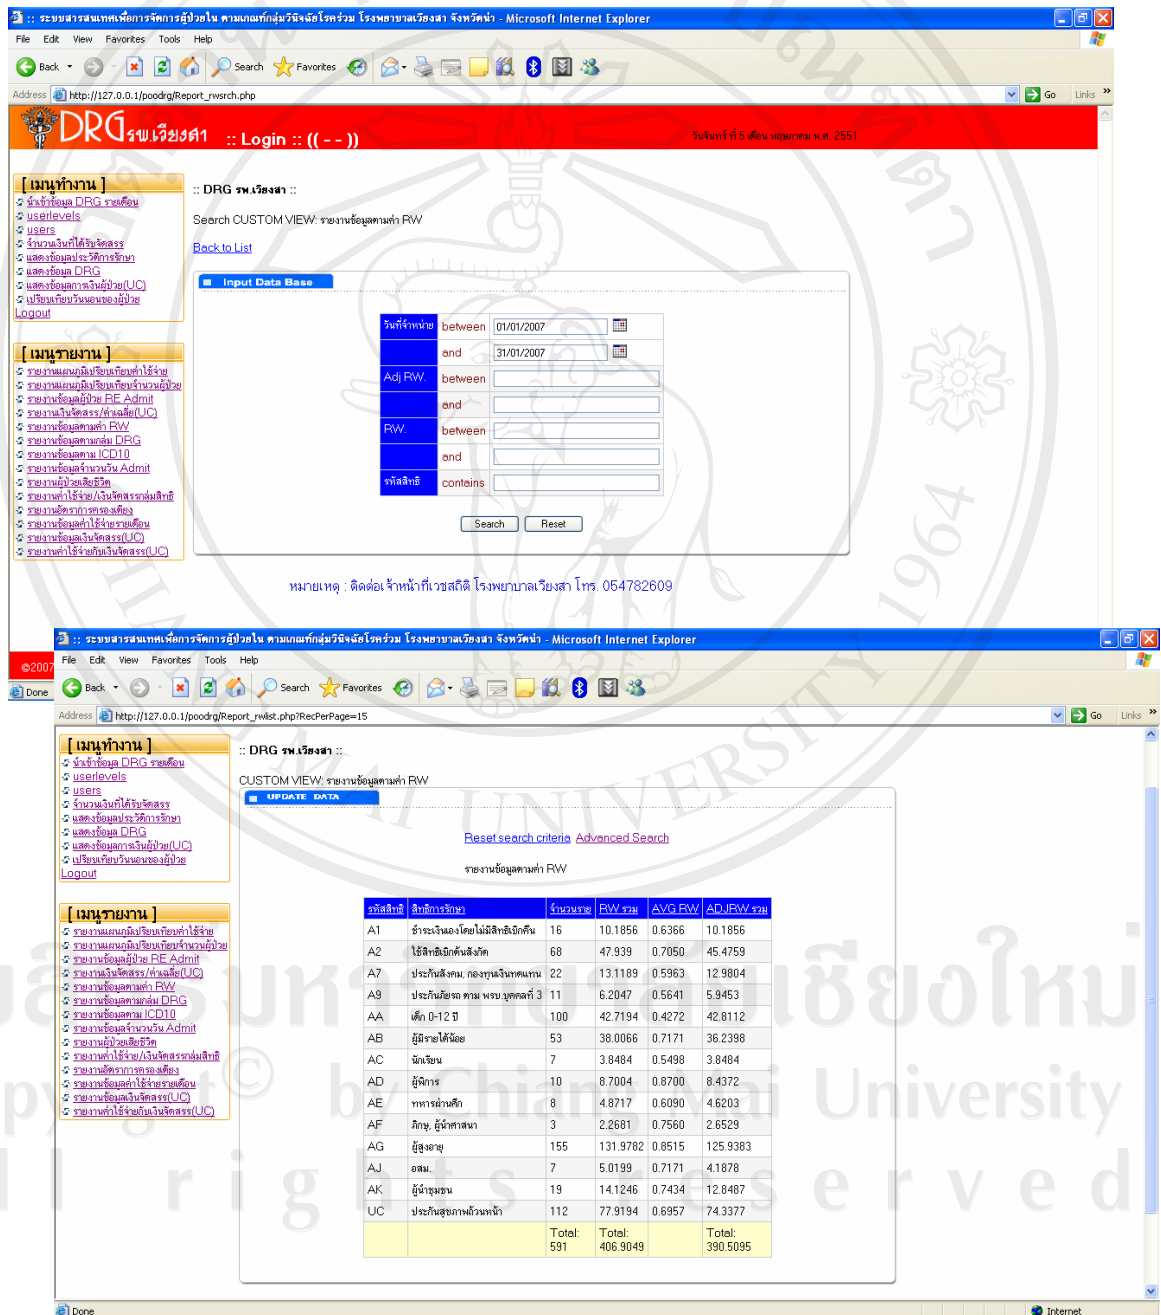 :: ระบบสารสนเทศเพื่อการจัดการผู้ป่วยใน ตามเกณฑ์กลุ่มวินิจฉัยโรคร่วม โรงพยาบาลเวียงสา จังหวัดน่า - Microsoft Internet Explorer
File Edit View Favorites Tools Help
Back Search Favorites
Address http://127.0.0.1/poodrg/Report_rwsrch.php Go Links
DRG รพ.เวียงสา :: Login :: (( - - )) วันจันทร์ ที่ 5 เดือน พฤษภาคม พ.ศ. 2551
[ เมนูทำงาน ]
นำเข้าข้อมูล DRG รายเดือน
userlevels
users
จำนวนเงินที่ได้รับจัดสรร
แสดงข้อมูลประวัติการรักษา
แสดงข้อมูล DRG
แสดงข้อมูลการเงินผู้ป่วย(UC)
เปรียบเทียบวันนอนของผู้ป่วย
Logout
[ เมนูรายงาน ]
รายงานแผนภูมิเปรียบเทียบค่าใช้จ่าย
รายงานแผนภูมิเปรียบเทียบจำนวนผู้ป่วย
รายงานข้อมูลผู้ป่วย RE Admit
รายงานเงินจัดสรร/ค่าเฉลี่ย(UC)
รายงานข้อมูลตามค่า RW
รายงานข้อมูลตามกลุ่ม DRG
รายงานข้อมูลตาม ICD10
รายงานข้อมูลจำนวนวัน Admit
รายงานผู้ป่วยเสียชีวิต
รายงานค่าใช้จ่าย/เงินจัดสรรกลุ่มสิทธิ
รายงานอัตราการครองเตียง
รายงานข้อมูลค่าใช้จ่ายรายเดือน
รายงานข้อมูลเงินจัดสรร(UC)
รายงานค่าใช้จ่ายกับเงินจัดสรร(UC)
:: DRG รพ.เวียงสา ::
Search CUSTOM VIEW: รายงานข้อมูลตามค่า RW
Back to List
Input Data Base
วันที่จำหน่าย between 01/01/2007
and 31/01/2007
Adj RW. between
and
RW. between
and
รหัสสิทธิ contains
Search Reset
หมายเหตุ : ติดต่อเจ้าหน้าที่เวชสถิติ โรงพยาบาลเวียงสา โทร. 054782609
©2007
Done
:: ระบบสารสนเทศเพื่อการจัดการผู้ป่วยใน ตามเกณฑ์กลุ่มวินิจฉัยโรคร่วม โรงพยาบาลเวียงสา จังหวัดน่า - Microsoft Internet Explorer
File Edit View Favorites Tools Help
Back Search Favorites
Address http://127.0.0.1/poodrg/Report_rwlist.php?RecPerPage=15 Go Links
[ เมนูทำงาน ]
นำเข้าข้อมูล DRG รายเดือน
userlevels
users
จำนวนเงินที่ได้รับจัดสรร
แสดงข้อมูลประวัติการรักษา
แสดงข้อมูล DRG
แสดงข้อมูลการเงินผู้ป่วย(UC)
เปรียบเทียบวันนอนของผู้ป่วย
Logout
[ เมนูรายงาน ]
รายงานแผนภูมิเปรียบเทียบค่าใช้จ่าย
รายงานแผนภูมิเปรียบเทียบจำนวนผู้ป่วย
รายงานข้อมูลผู้ป่วย RE Admit
รายงานเงินจัดสรร/ค่าเฉลี่ย(UC)
รายงานข้อมูลตามค่า RW
รายงานข้อมูลตามกลุ่ม DRG
รายงานข้อมูลตาม ICD10
รายงานข้อมูลจำนวนวัน Admit
รายงานผู้ป่วยเสียชีวิต
รายงานค่าใช้จ่าย/เงินจัดสรรกลุ่มสิทธิ
รายงานอัตราการครองเตียง
รายงานข้อมูลค่าใช้จ่ายรายเดือน
รายงานข้อมูลเงินจัดสรร(UC)
รายงานค่าใช้จ่ายกับเงินจัดสรร(UC)
:: DRG รพ.เวียงสา ::
CUSTOM VIEW: รายงานข้อมูลตามค่า RW
UPDATE DATA
Reset search criteria Advanced Search
รายงานข้อมูลตามค่า RW
รหัสสิทธิ สิทธิการรักษา จำนวนราย RW รวม AVG RW ADJRW รวม
A1 ชำระเงินเองโดยไม่มีสิทธิเบิกคืน 16 10.1856 0.6366 10.1856
A2 ใช้สิทธิเบิกต้นสังกัด 68 47.939 0.7050 45.4759
A7 ประกันสังคม, กองทุนเงินทดแทน 22 13.1189 0.5963 12.9804
A9 ประกันภัยรถ ตาม พรบ.บุคคลที่ 3 11 6.2047 0.5641 5.9453
AA เด็ก 0-12 ปี 100 42.7194 0.4272 42.8112
AB ผู้มีรายได้น้อย 53 38.0066 0.7171 36.2398
AC นักเรียน 7 3.8484 0.5498 3.8484
AD ผู้พิการ 10 8.7004 0.8700 8.4372
AE ทหารผ่านศึก 8 4.8717 0.6090 4.6203
AF ภิกษุ, ผู้นำศาสนา 3 2.2681 0.7560 2.6529
AG ผู้สูงอายุ 155 131.9782 0.8515 125.9383
AJ อสม. 7 5.0199 0.7171 4.1878
AK ผู้นำชุมชน 19 14.1246 0.7434 12.8487
UC ประกันสุขภาพถ้วนหน้า 112 77.9194 0.6957 74.3377
Total: 591 Total: 406.9049 Total: 390.5095
Done Internet
by Chiang Mai University
rights reserved
MAI UNIVERSITY 1964